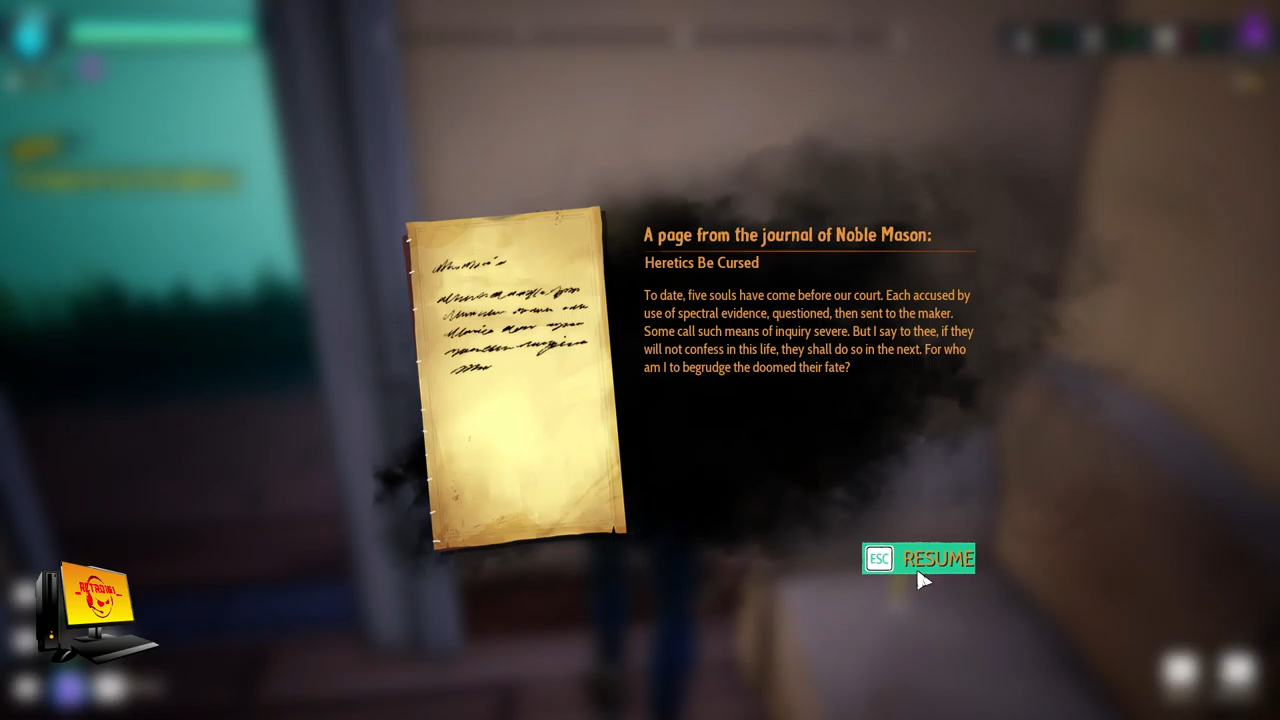 A page from the journal of Noble Mason:
Heretics Be Cursed
To date, five souls have come before our court. Each accused by
use of spectral evidence, questioned, then sent to the maker.
Some call such means of inquiry severe. But I say to thee, if they
will not confess in this life, they shall do so in the next. For who
am I to begrudge the doomed their fate?
ESC RESUME
RETRO161